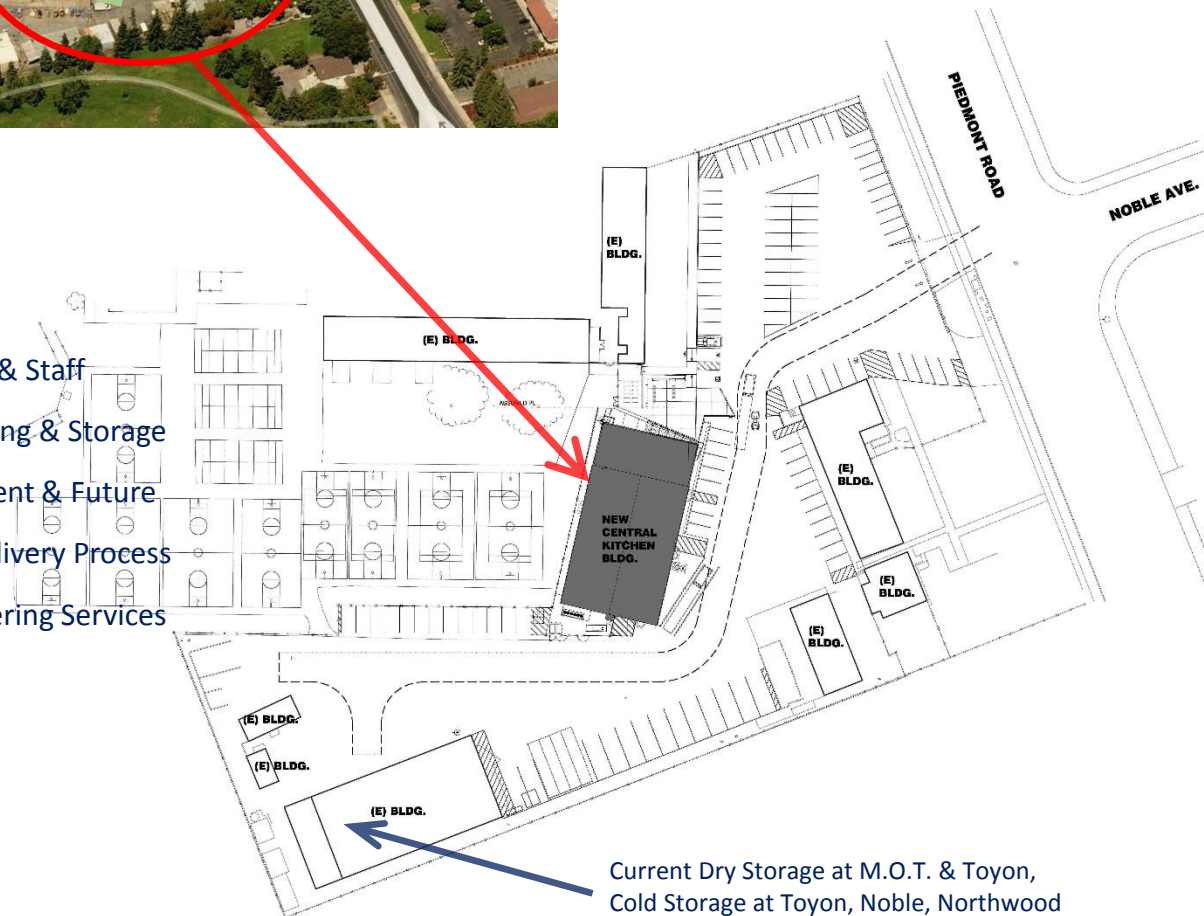 PIEDMONT ROAD
NOBLE AVE.
(E)
BLDG.
(E) BLDG.
& Staff
ng & Storage
ent & Future
livery Process
ering Services
NEW
CENTRAL
KITCHEN
BLDG.
(E)
BLDG.
(E)
BLDG.
(E)
BLDG.
(E) BLDG.
(E) BLDG.
(E) BLDG.
Current Dry Storage at M.O.T. & Toyon,
Cold Storage at Toyon, Noble, Northwood